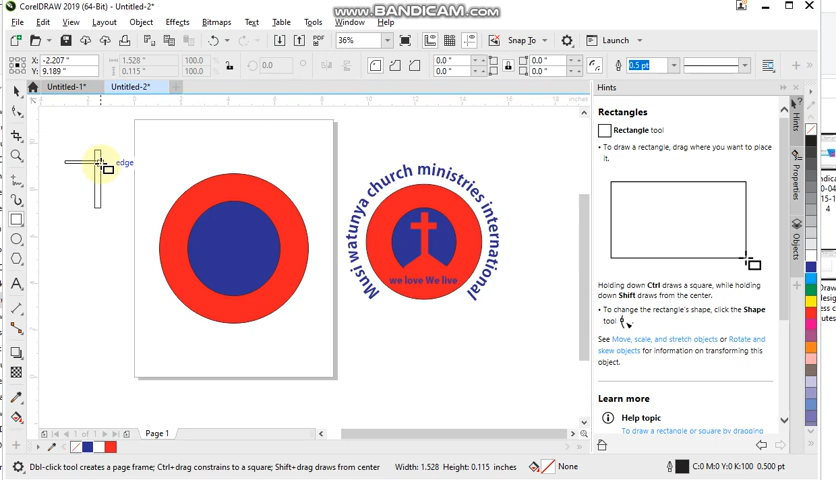 CorelDRAW 2019 (64-Bit) - Untitled-2*
WWW.BANDICAM.COM
File Edit View Layout Object Effects Bitmaps Text Table Tools Window Help
PDF 36% Snap To Launch
X: -2.207 " 1.528 " 100.0 0.0 0.0 " 0.0 " 0.5 pt
Y: 9.189 " 0.115 " 100.0 0.0 " 0.0 "
Untitled-1* Untitled-2*
inches
edge
Musi watunya church ministries international
we love We live
Page 1
1 of 1
Hints
Rectangles
Rectangle tool
• To draw a rectangle, drag where you want to place it.
Holding down Ctrl draws a square, while holding
down Shift draws from the center.
• To change the rectangle's shape, click the Shape
tool
See Move, scale, and stretch objects or Rotate and
skew objects for information on transforming this
object.
Learn more
Help topic
To draw a rectangle or square by dragging
Hints
Properties
Objects
Dbl-click tool creates a page frame; Ctrl+drag constrains to a square; Shift+drag draws from center
Width: 1.528 Height: 0.115 inches
None
C:0 M:0 Y:0 K:100 0.500 pt